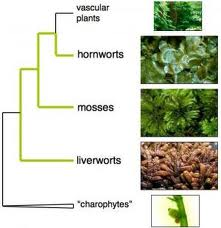 vascular
plants
hornworts
mosses
liverworts
"charophytes"